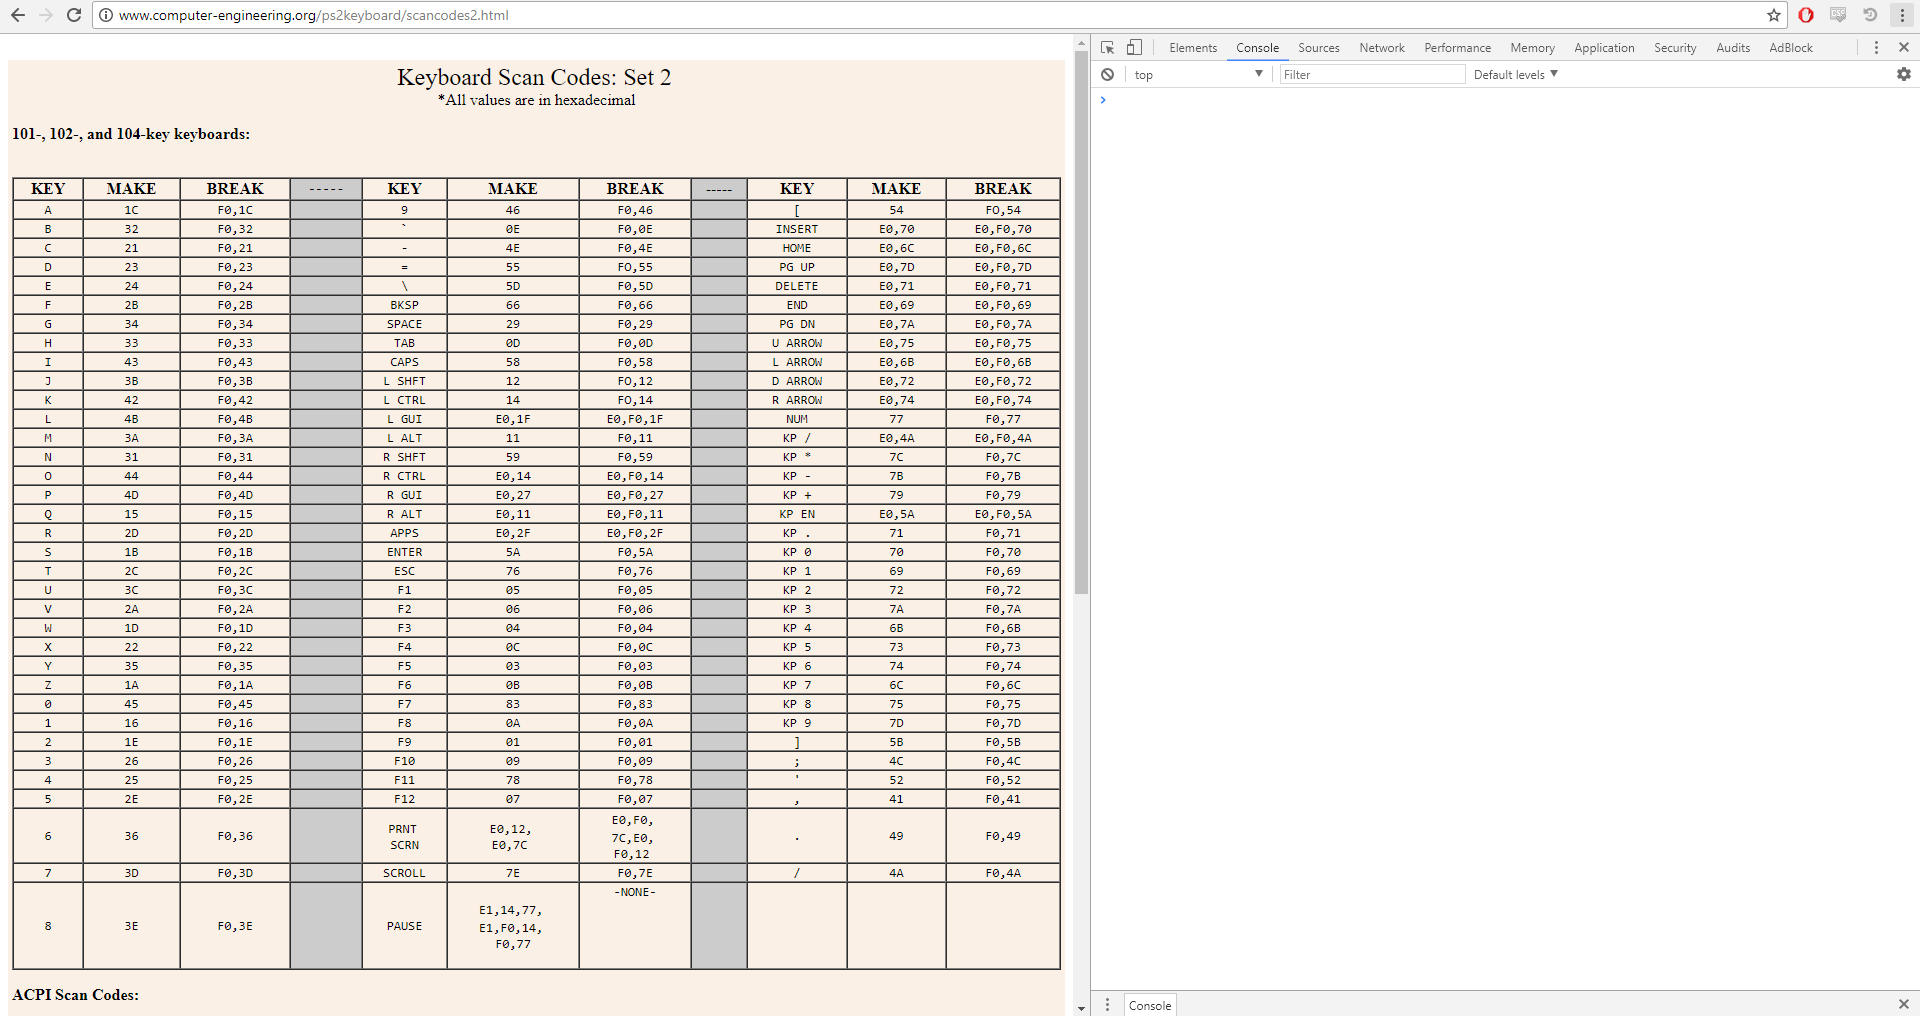 www.computer-engineering.org/ps2keyboard/scancodes2.html
Elements Console Sources Network Performance Memory Application Security Audits AdBlock
top Filter Default levels
Keyboard Scan Codes: Set 2
*All values are in hexadecimal
101-, 102-, and 104-key keyboards:
KEY MAKE BREAK ----- KEY MAKE BREAK ----- KEY MAKE BREAK
A 1C F0,1C 9 46 F0,46 [ 54 FO,54
B 32 F0,32 ` 0E F0,0E INSERT E0,70 E0,F0,70
C 21 F0,21 - 4E F0,4E HOME E0,6C E0,F0,6C
D 23 F0,23 = 55 FO,55 PG UP E0,7D E0,F0,7D
E 24 F0,24 \ 5D F0,5D DELETE E0,71 E0,F0,71
F 2B F0,2B BKSP 66 F0,66 END E0,69 E0,F0,69
G 34 F0,34 SPACE 29 F0,29 PG DN E0,7A E0,F0,7A
H 33 F0,33 TAB 0D F0,0D U ARROW E0,75 E0,F0,75
I 43 F0,43 CAPS 58 F0,58 L ARROW E0,6B E0,F0,6B
J 3B F0,3B L SHFT 12 FO,12 D ARROW E0,72 E0,F0,72
K 42 F0,42 L CTRL 14 FO,14 R ARROW E0,74 E0,F0,74
L 4B F0,4B L GUI E0,1F E0,F0,1F NUM 77 F0,77
M 3A F0,3A L ALT 11 F0,11 KP / E0,4A E0,F0,4A
N 31 F0,31 R SHFT 59 F0,59 KP * 7C F0,7C
O 44 F0,44 R CTRL E0,14 E0,F0,14 KP - 7B F0,7B
P 4D F0,4D R GUI E0,27 E0,F0,27 KP + 79 F0,79
Q 15 F0,15 R ALT E0,11 E0,F0,11 KP EN E0,5A E0,F0,5A
R 2D F0,2D APPS E0,2F E0,F0,2F KP . 71 F0,71
S 1B F0,1B ENTER 5A F0,5A KP 0 70 F0,70
T 2C F0,2C ESC 76 F0,76 KP 1 69 F0,69
U 3C F0,3C F1 05 F0,05 KP 2 72 F0,72
V 2A F0,2A F2 06 F0,06 KP 3 7A F0,7A
W 1D F0,1D F3 04 F0,04 KP 4 6B F0,6B
X 22 F0,22 F4 0C F0,0C KP 5 73 F0,73
Y 35 F0,35 F5 03 F0,03 KP 6 74 F0,74
Z 1A F0,1A F6 0B F0,0B KP 7 6C F0,6C
0 45 F0,45 F7 83 F0,83 KP 8 75 F0,75
1 16 F0,16 F8 0A F0,0A KP 9 7D F0,7D
2 1E F0,1E F9 01 F0,01 ] 5B F0,5B
3 26 F0,26 F10 09 F0,09 ; 4C F0,4C
4 25 F0,25 F11 78 F0,78 ' 52 F0,52
5 2E F0,2E F12 07 F0,07 , 41 F0,41
6 36 F0,36 PRNT SCRN E0,12, E0,7C E0,F0, 7C,E0, F0,12 . 49 F0,49
7 3D F0,3D SCROLL 7E F0,7E / 4A F0,4A
8 3E F0,3E PAUSE E1,14,77, E1,F0,14, F0,77 -NONE-
ACPI Scan Codes:
Console